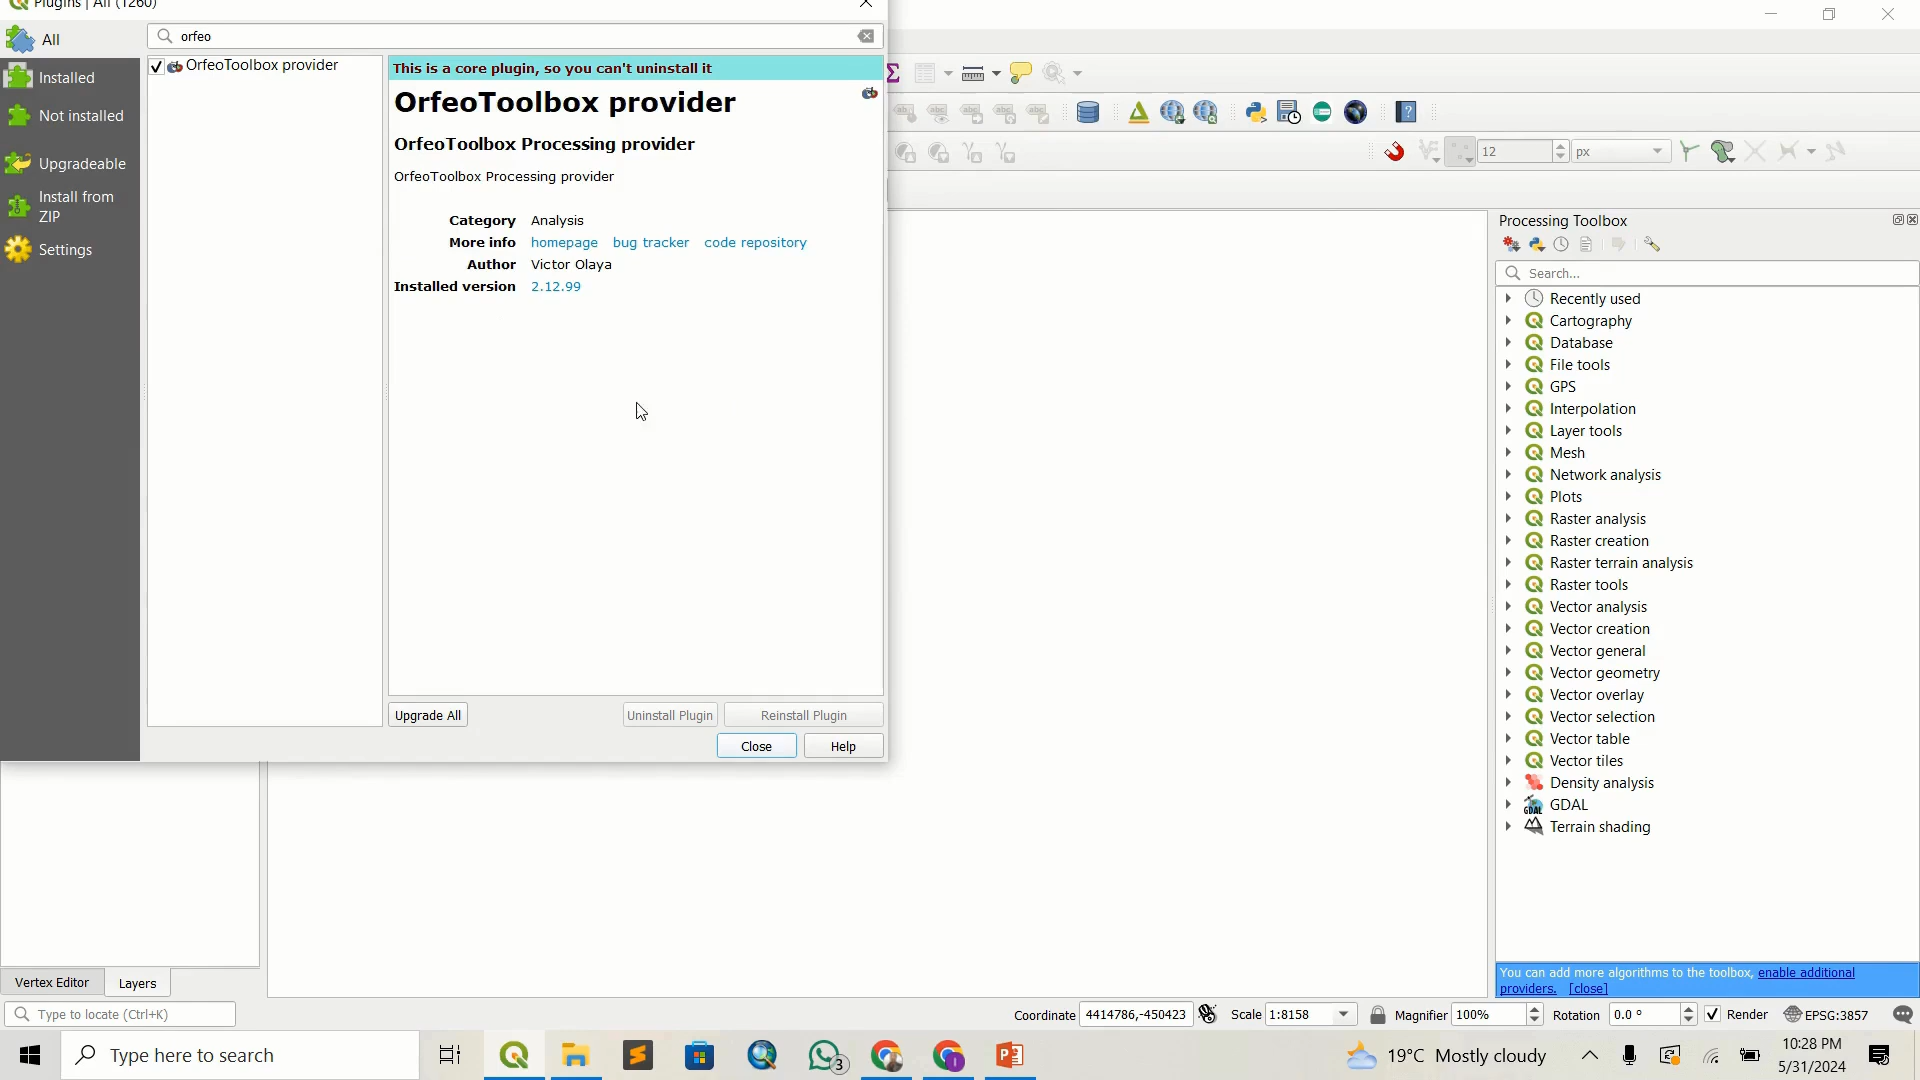 Plugins | All (1260)
All
orfeo
Installed
Not installed
Upgradeable
Install from
ZIP
Settings
OrfeoToolbox provider
This is a core plugin, so you can't uninstall it
OrfeoToolbox provider
OrfeoToolbox Processing provider
OrfeoToolbox Processing provider
Category Analysis
More info homepage bug tracker code repository
Author Victor Olaya
Installed version 2.12.99
Upgrade All
Uninstall Plugin
Reinstall Plugin
Close
Help
12
px
Processing Toolbox
Search...
Recently used
Cartography
Database
File tools
GPS
Interpolation
Layer tools
Mesh
Network analysis
Plots
Raster analysis
Raster creation
Raster terrain analysis
Raster tools
Vector analysis
Vector creation
Vector general
Vector geometry
Vector overlay
Vector selection
Vector table
Vector tiles
Density analysis
GDAL
Terrain shading
You can add more algorithms to the toolbox, enable additional
providers. [close]
Vertex Editor
Layers
Type to locate (Ctrl+K)
Coordinate 4414786,-450423
Scale 1:8158
Magnifier 100%
Rotation 0.0 °
Render
EPSG:3857
Type here to search
3
19°C Mostly cloudy
10:28 PM
5/31/2024